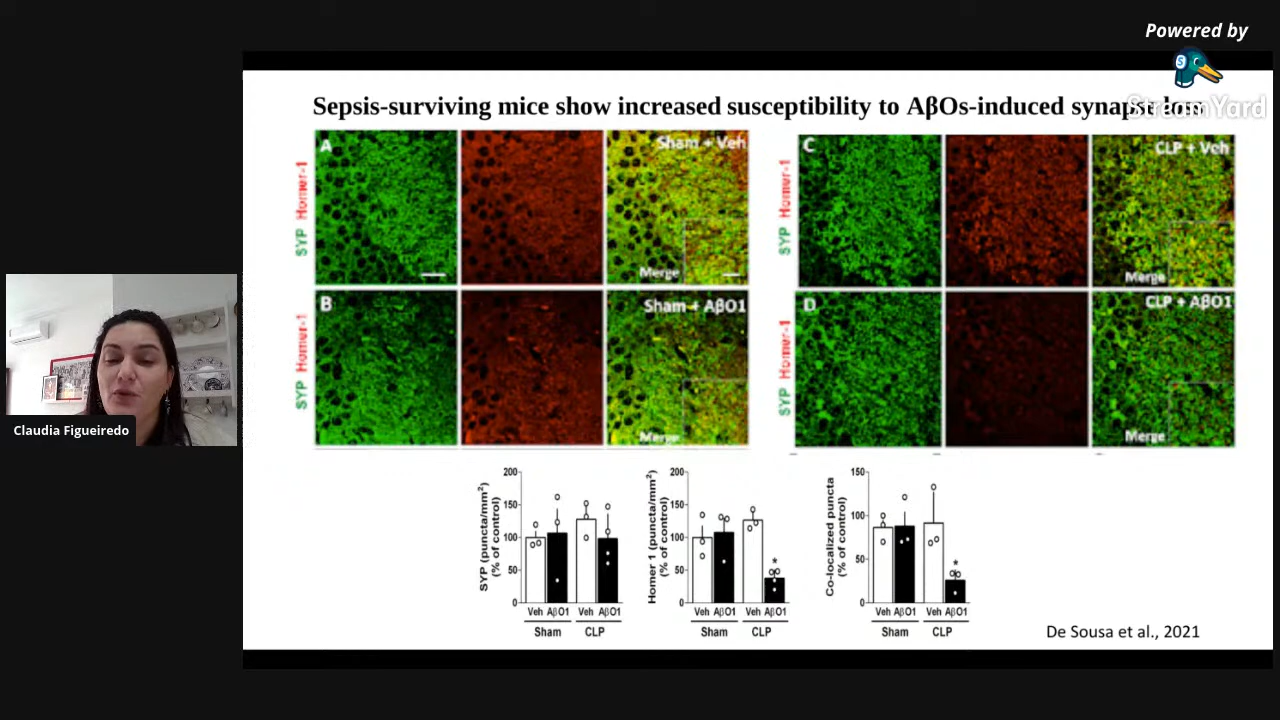 Powered by
StreamYard
Sepsis-surviving mice show increased susceptibility to AβOs-induced synapse loss
A
Sham + Veh
SYP Homer-1
Merge
C
CLP + Veh
SYP Homer-1
Merge
B
Sham + AβO1
SYP Homer-1
Merge
D
CLP + AβO1
SYP Homer-1
Merge
Claudia Figueiredo
SYP (puncta/mm²)
(% of control)
200
150
100
50
0
Veh AβO1 Veh AβO1
Sham CLP
Homer 1 (puncta/mm²)
(% of control)
200
150
100
50
0
*
Veh AβO1 Veh AβO1
Sham CLP
Co-localized puncta
(% of control)
150
100
50
0
*
Veh AβO1 Veh AβO1
Sham CLP
De Sousa et al., 2021